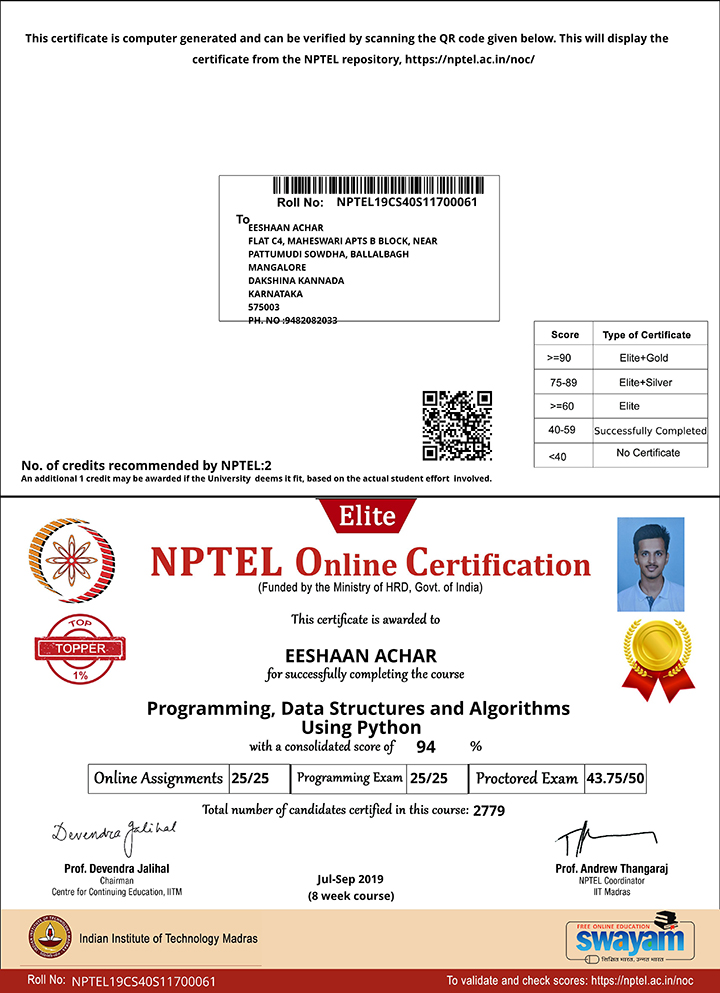 This certificate is computer generated and can be verified by scanning the QR code given below. This will display the
certificate from the NPTEL repository, https://nptel.ac.in/noc/
Roll No: NPTEL19CS40S11700061
To
EESHAAN ACHAR
FLAT C4, MAHESWARI APTS B BLOCK, NEAR
PATTUMUDI SOWDHA, BALLALBAGH
MANGALORE
DAKSHINA KANNADA
KARNATAKA
575003
PH. NO :9482082033
Score Type of Certificate
>=90 Elite+Gold
75-89 Elite+Silver
>=60 Elite
40-59 Successfully Completed
<40 No Certificate
No. of credits recommended by NPTEL:2
An additional 1 credit may be awarded if the University deems it fit, based on the actual student effort Involved.
Elite
NPTEL Online Certification
(Funded by the Ministry of HRD, Govt. of India)
TOP
TOPPER
1%
This certificate is awarded to
EESHAAN ACHAR
for successfully completing the course
Programming, Data Structures and Algorithms
Using Python
with a consolidated score of 94 %
Online Assignments 25/25 Programming Exam 25/25 Proctored Exam 43.75/50
Total number of candidates certified in this course: 2779
Devendra Jalihal
Prof. Devendra Jalihal
Chairman
Centre for Continuing Education, IITM
Jul-Sep 2019
(8 week course)
Prof. Andrew Thangaraj
NPTEL Coordinator
IIT Madras
Indian Institute of Technology Madras
FREE ONLINE EDUCATION
swayam
शिक्षित भारत, उन्नत भारत
Roll No: NPTEL19CS40S11700061
To validate and check scores: https://nptel.ac.in/noc